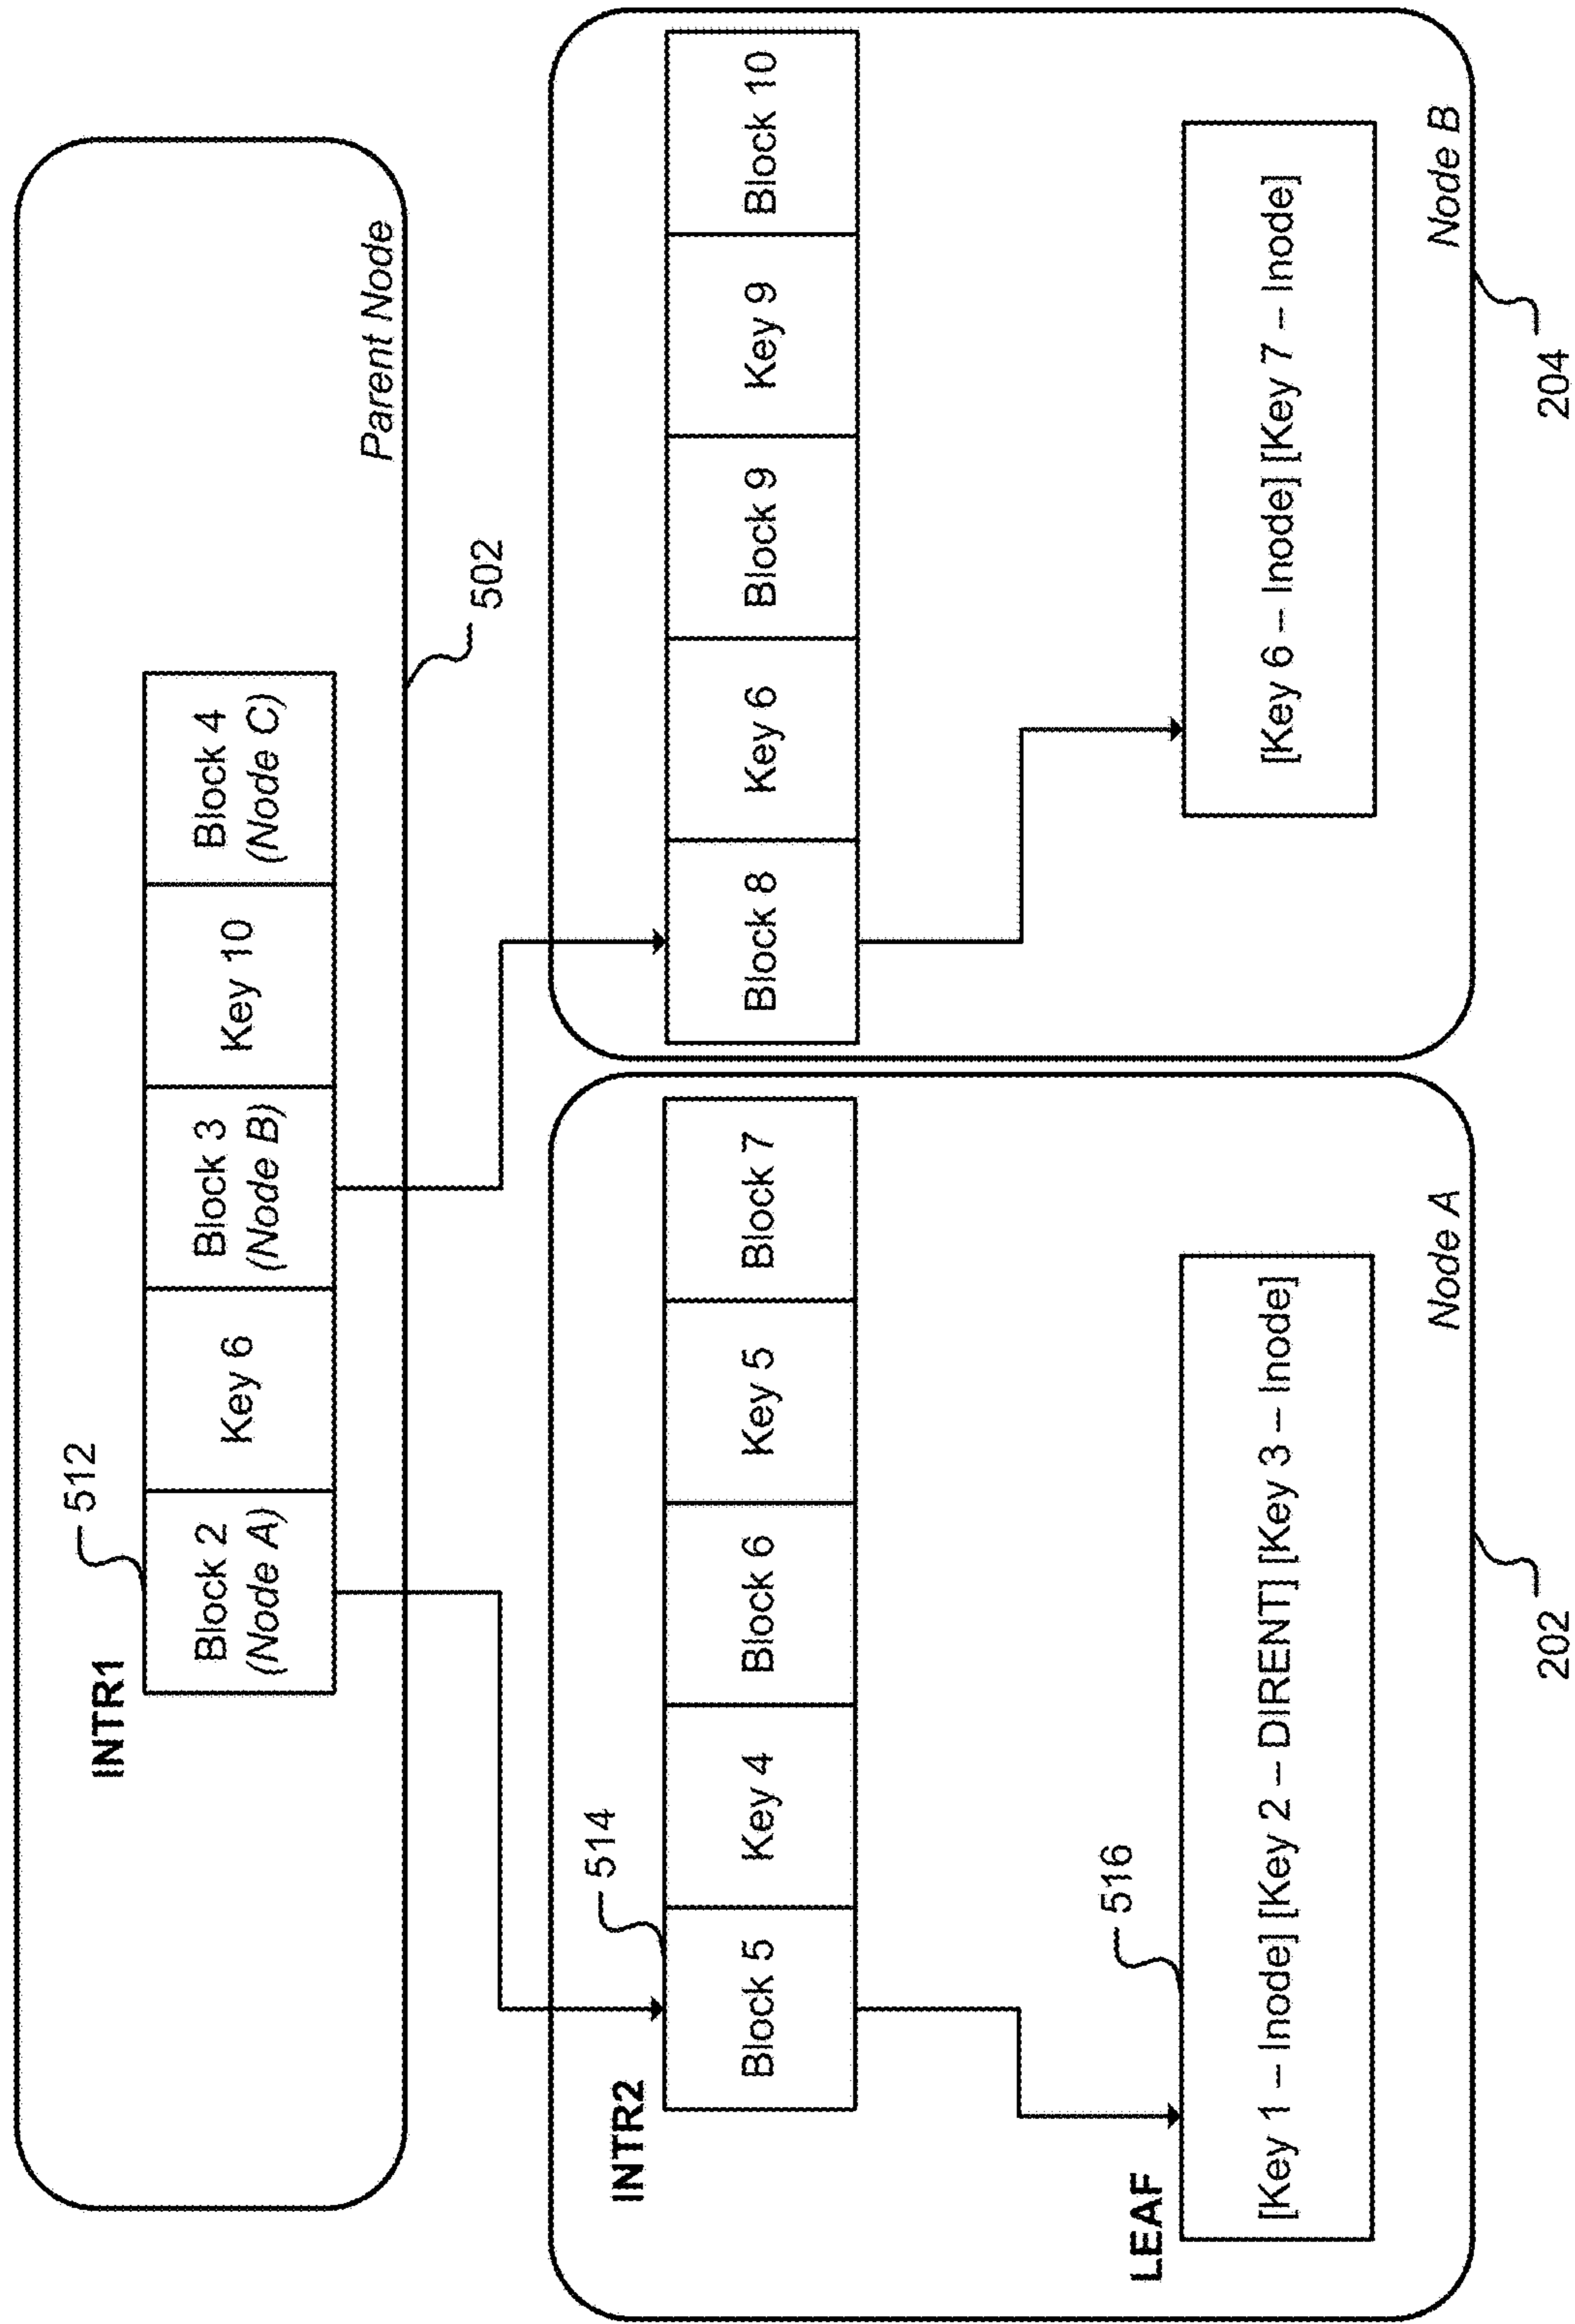 512
INTR1
Block 2
(Node A)
Key 6
Block 3
(Node B)
Key 10
Block 4
(Node C)
Parent Node
502
514
INTR2
Block 5
Key 4
Block 6
Key 5
Block 7
516
LEAF
[Key 1 – Inode] [Key 2 – DIRENT] [Key 3 – Inode]
Node A
202
Block 8
Key 6
Block 9
Key 9
Block 10
[Key 6 – Inode] [Key 7 – Inode]
Node B
204